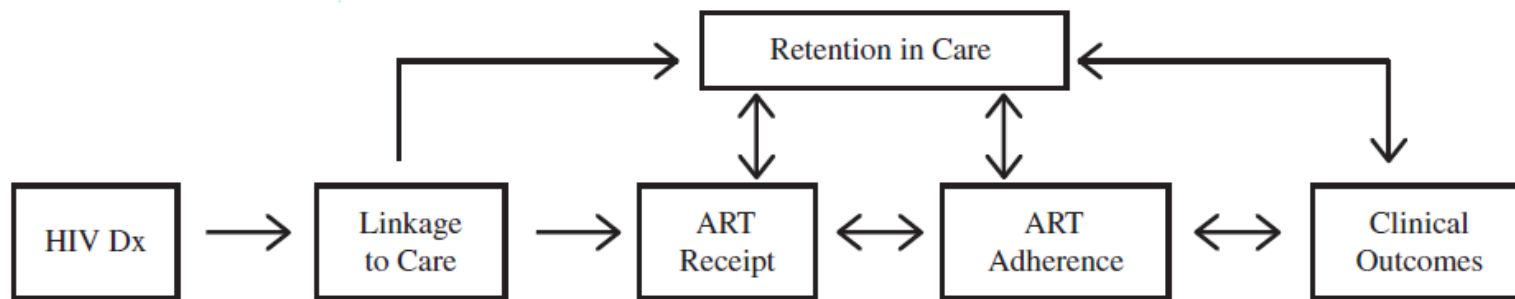 Retention in Care
HIV Dx
Linkage
to Care
ART
Receipt
ART
Adherence
Clinical
Outcomes